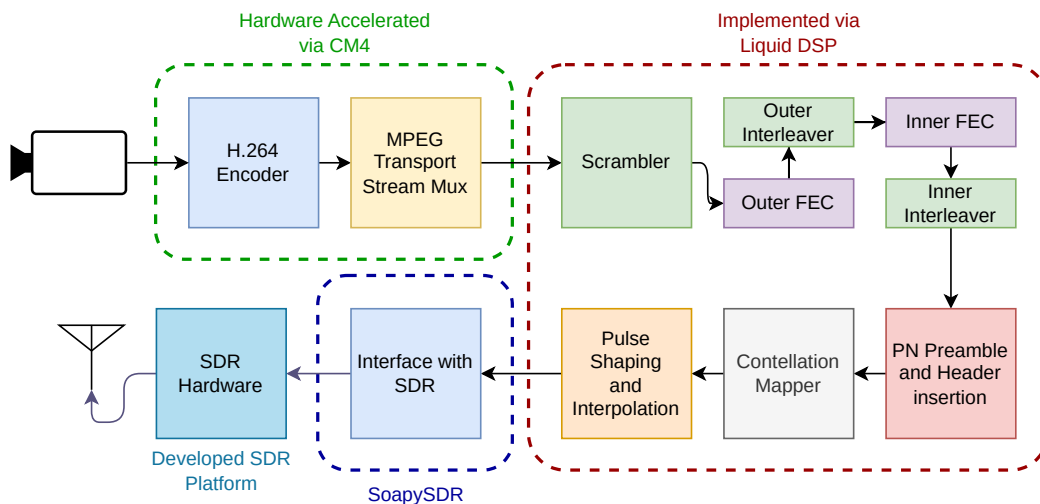 Hardware Accelerated
via CM4
Implemented via
Liquid DSP
H.264
Encoder
MPEG
Transport
Stream Mux
Scrambler
Outer
Interleaver
Outer FEC
Inner FEC
Inner
Interleaver
SDR
Hardware
Interface with
SDR
Pulse
Shaping
and
Interpolation
Contellation
Mapper
PN Preamble
and Header
insertion
Developed SDR
Platform
SoapySDR